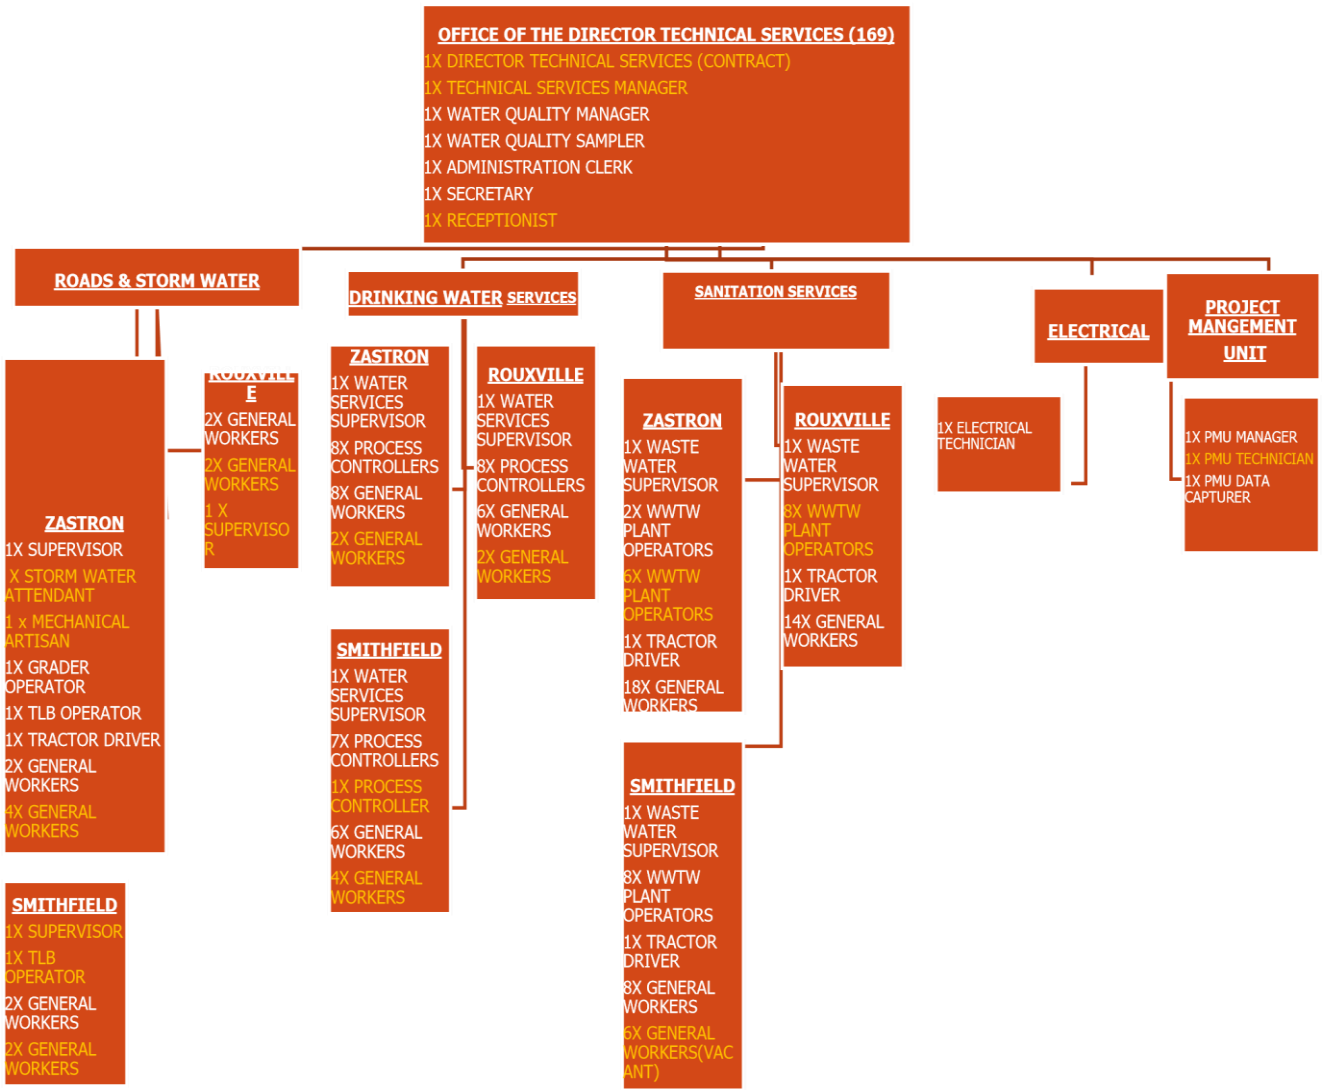 OFFICE OF THE DIRECTOR TECHNICAL SERVICES (169)
1X DIRECTOR TECHNICAL SERVICES (CONTRACT)
1X TECHNICAL SERVICES MANAGER
1X WATER QUALITY MANAGER
1X WATER QUALITY SAMPLER
1X ADMINISTRATION CLERK
1X SECRETARY
1X RECEPTIONIST
ROADS & STORM WATER
ZASTRON
1X SUPERVISOR
X STORM WATER
ATTENDANT
1 x MECHANICAL
ARTISAN
1X GRADER
OPERATOR
1X TLB OPERATOR
1X TRACTOR DRIVER
2X GENERAL
WORKERS
4X GENERAL
WORKERS
ROUXVILL
E
2X GENERAL
WORKERS
2X GENERAL
WORKERS
1 X
SUPERVISO
R
SMITHFIELD
1X SUPERVISOR
1X TLB
OPERATOR
2X GENERAL
WORKERS
2X GENERAL
WORKERS
DRINKING WATER SERVICES
ZASTRON
1X WATER
SERVICES
SUPERVISOR
8X PROCESS
CONTROLLERS
8X GENERAL
WORKERS
2X GENERAL
WORKERS
ROUXVILLE
1X WATER
SERVICES
SUPERVISOR
8X PROCESS
CONTROLLERS
6X GENERAL
WORKERS
2X GENERAL
WORKERS
SMITHFIELD
1X WATER
SERVICES
SUPERVISOR
7X PROCESS
CONTROLLERS
1X PROCESS
CONTROLLER
6X GENERAL
WORKERS
4X GENERAL
WORKERS
SANITATION SERVICES
ZASTRON
1X WASTE
WATER
SUPERVISOR
2X WWTW
PLANT
OPERATORS
6X WWTW
PLANT
OPERATORS
1X TRACTOR
DRIVER
18X GENERAL
WORKERS
ROUXVILLE
1X WASTE
WATER
SUPERVISOR
8X WWTW
PLANT
OPERATORS
1X TRACTOR
DRIVER
14X GENERAL
WORKERS
SMITHFIELD
1X WASTE
WATER
SUPERVISOR
8X WWTW
PLANT
OPERATORS
1X TRACTOR
DRIVER
8X GENERAL
WORKERS
6X GENERAL
WORKERS(VAC
ANT)
ELECTRICAL
1X ELECTRICAL
TECHNICIAN
PROJECT
MANGEMENT
UNIT
1X PMU MANAGER
1X PMU TECHNICIAN
1X PMU DATA
CAPTURER